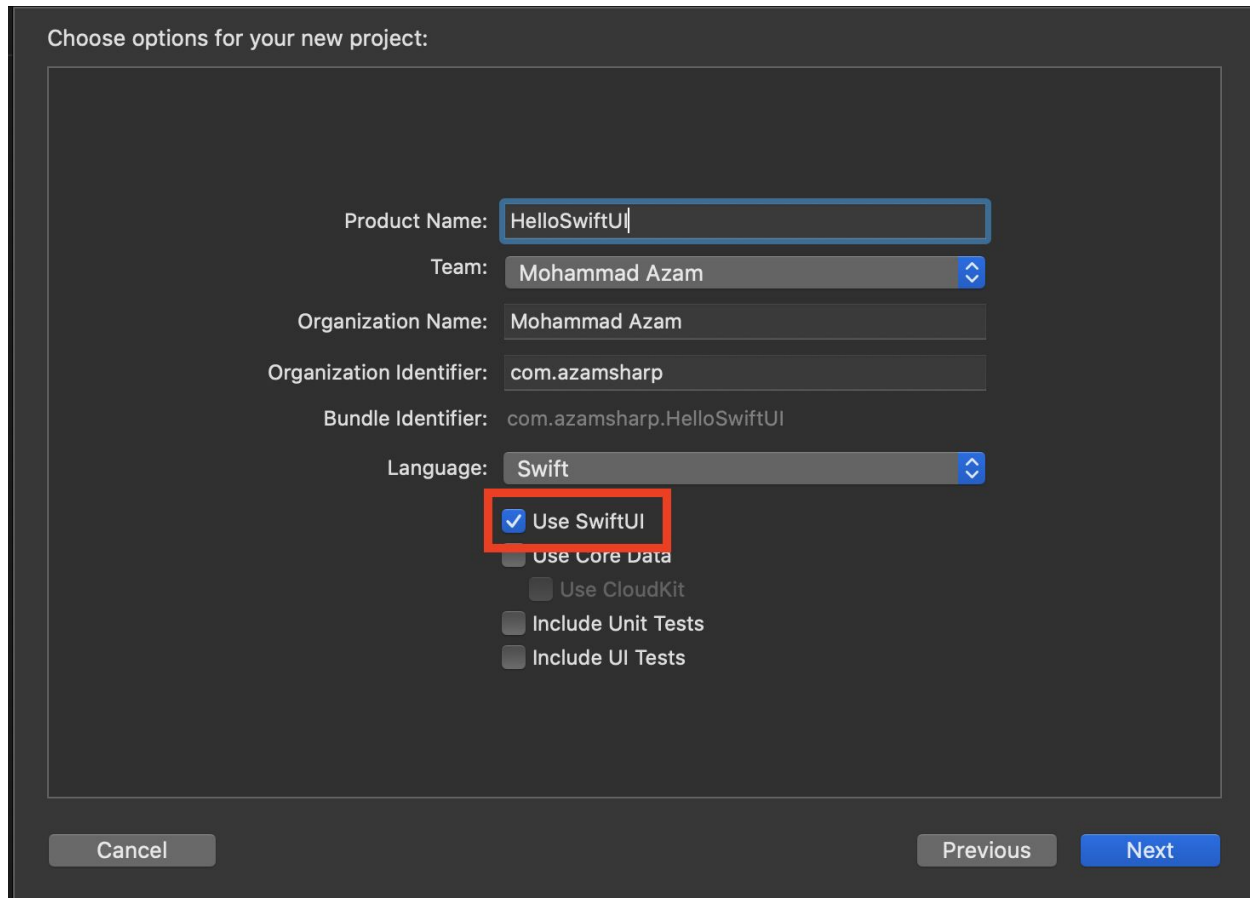 Choose options for your new project:
Product Name: HelloSwiftUI
Team: Mohammad Azam
Organization Name: Mohammad Azam
Organization Identifier: com.azamsharp
Bundle Identifier: com.azamsharp.HelloSwiftUI
Language: Swift
Use SwiftUI
Use Core Data
Use CloudKit
Include Unit Tests
Include UI Tests
Cancel Previous Next